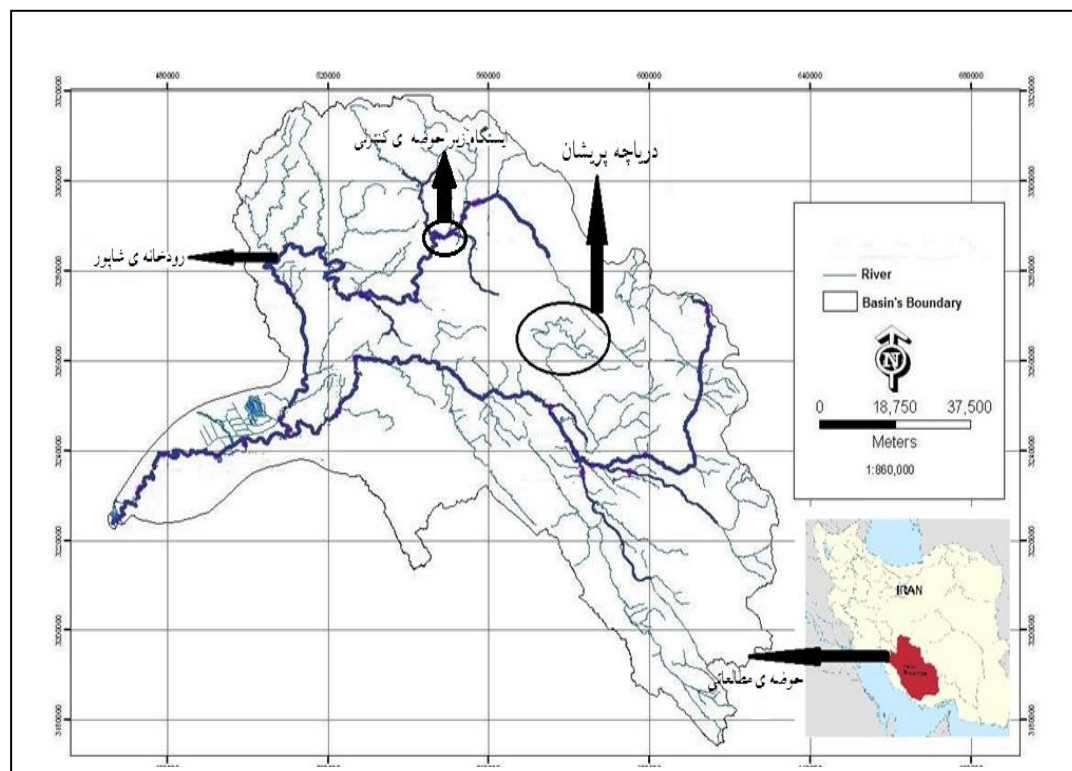 480000 520000 560000 600000 640000 680000
ایستگاه زیر حوضه ی کنترلی
دریاچه پریشان
رودخانه ی شاپور
River
Basin's Boundary
N
0 18,750 37,500
Meters
1:860,000
IRAN
حوضه ی مطالعاتی
3320000
3300000
3280000
3260000
3240000
3220000
3200000
3180000